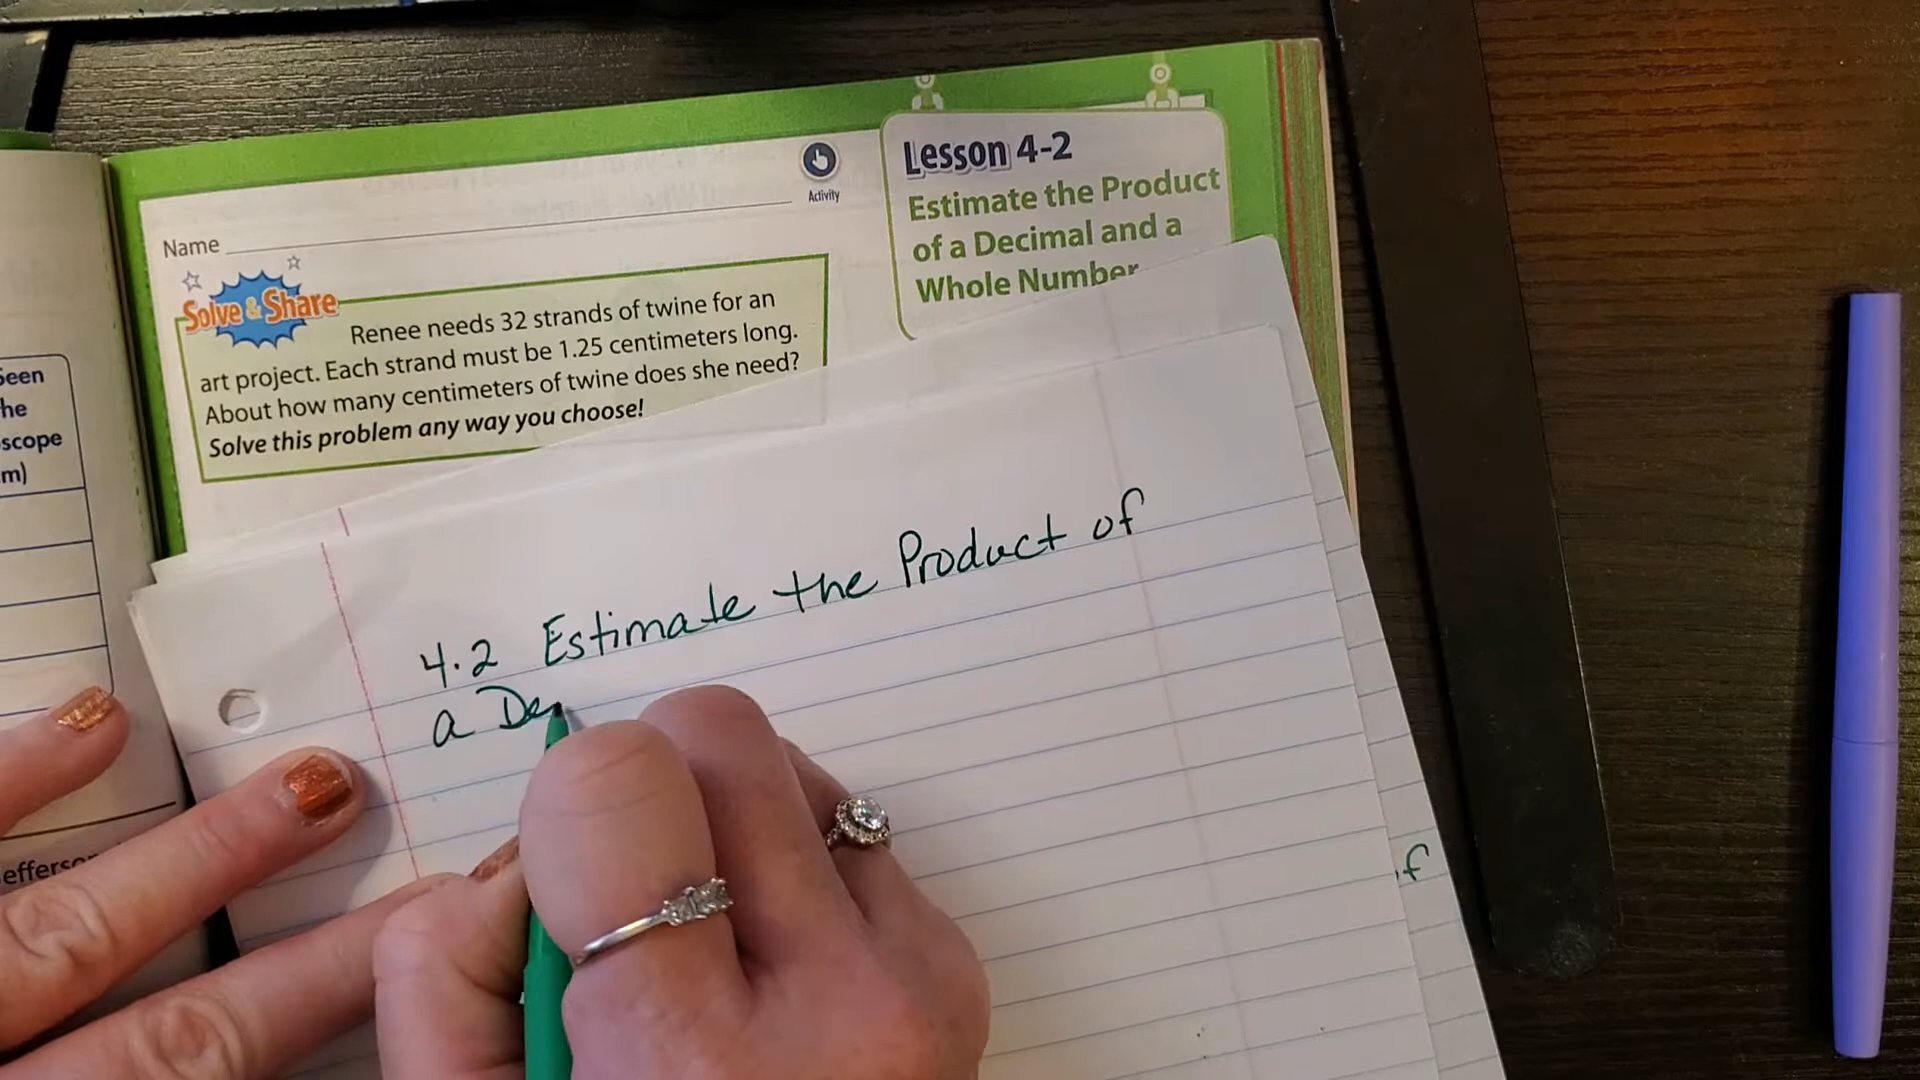 Lesson 4-2
Estimate the Product
of a Decimal and a
Whole Number
Activity
Name
Solve & Share
Renee needs 32 strands of twine for an
art project. Each strand must be 1.25 centimeters long.
About how many centimeters of twine does she need?
Solve this problem any way you choose!
4.2 Estimate the Product of
a De
scope
m)